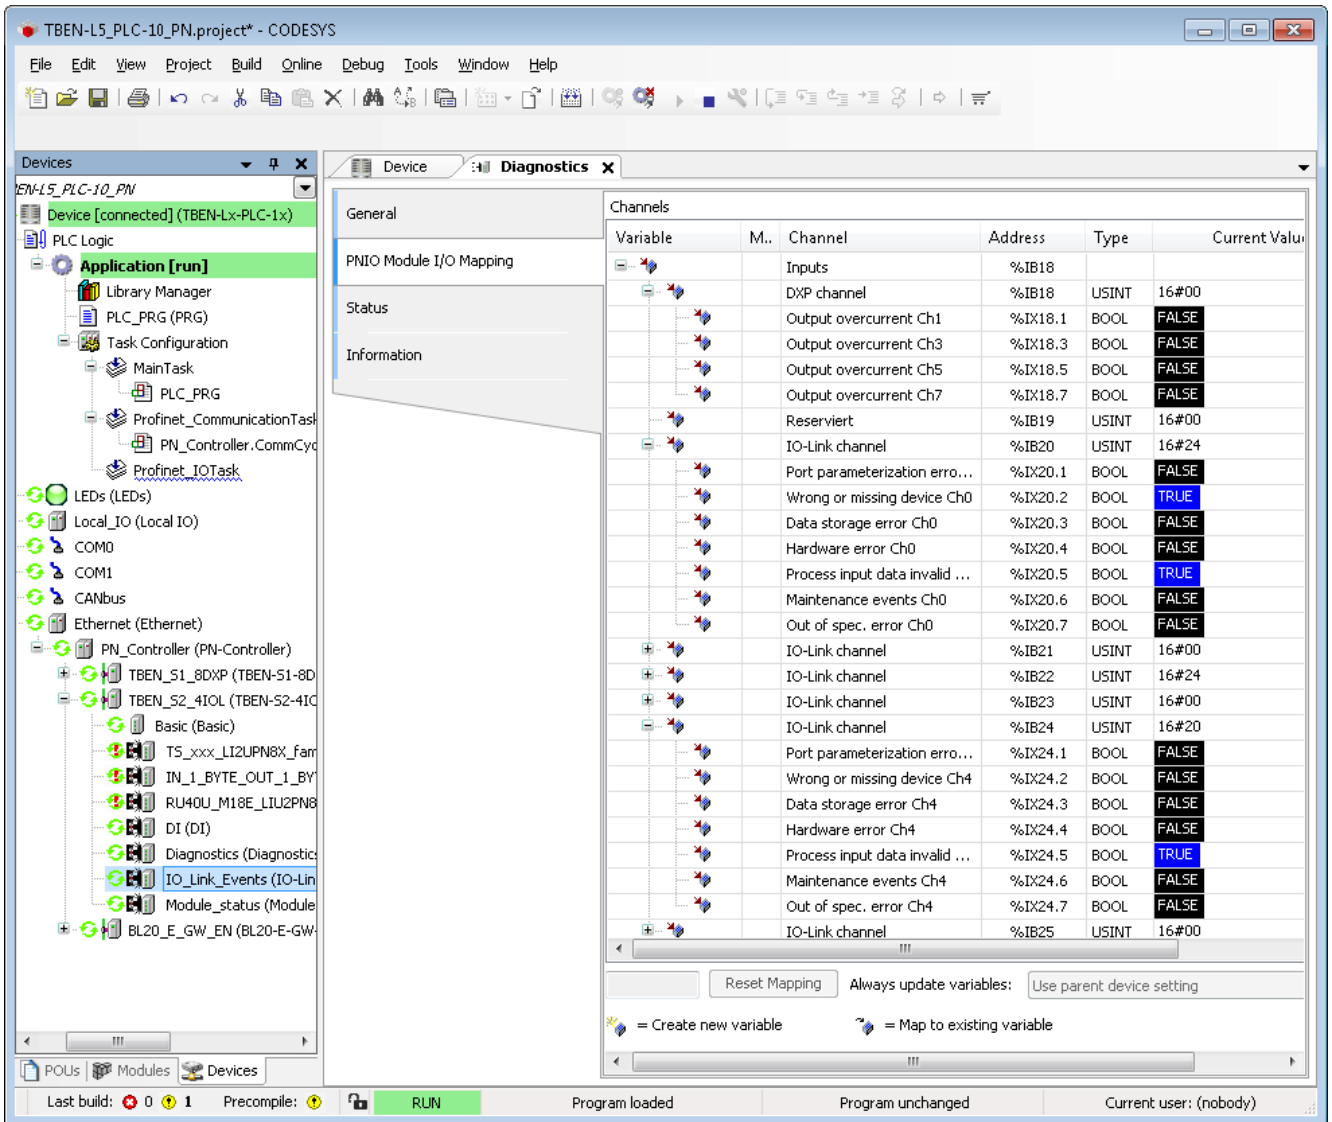 TBEN-L5_PLC-10_PN.project* - CODESYS
File Edit View Project Build Online Debug Tools Window Help
Devices
EN-L5_PLC-10_PN
Device [connected] (TBEN-Lx-PLC-1x)
PLC Logic
Application [run]
Library Manager
PLC_PRG (PRG)
Task Configuration
MainTask
PLC_PRG
Profinet_CommunicationTask
PN_Controller.CommCyc
Profinet_IOTask
LEDs (LEDs)
Local_IO (Local IO)
COM0
COM1
CANbus
Ethernet (Ethernet)
PN_Controller (PN-Controller)
TBEN_S1_8DXP (TBEN-S1-8D
TBEN_S2_4IOL (TBEN-S2-4IO
Basic (Basic)
TS_xxx_LI2UPN8X_fam
IN_1_BYTE_OUT_1_BY
RU40U_M18E_LIU2PN8
DI (DI)
Diagnostics (Diagnostics
IO_Link_Events (IO-Lin
Module_status (Module
BL20_E_GW_EN (BL20-E-GW-
POUs Modules Devices
Device Diagnostics
General
PNIO Module I/O Mapping
Status
Information
Channels
Variable M.. Channel Address Type Current Valu
Inputs %IB18
DXP channel %IB18 USINT 16#00
Output overcurrent Ch1 %IX18.1 BOOL FALSE
Output overcurrent Ch3 %IX18.3 BOOL FALSE
Output overcurrent Ch5 %IX18.5 BOOL FALSE
Output overcurrent Ch7 %IX18.7 BOOL FALSE
Reserviert %IB19 USINT 16#00
IO-Link channel %IB20 USINT 16#24
Port parameterization erro... %IX20.1 BOOL FALSE
Wrong or missing device Ch0 %IX20.2 BOOL TRUE
Data storage error Ch0 %IX20.3 BOOL FALSE
Hardware error Ch0 %IX20.4 BOOL FALSE
Process input data invalid ... %IX20.5 BOOL TRUE
Maintenance events Ch0 %IX20.6 BOOL FALSE
Out of spec. error Ch0 %IX20.7 BOOL FALSE
IO-Link channel %IB21 USINT 16#00
IO-Link channel %IB22 USINT 16#24
IO-Link channel %IB23 USINT 16#00
IO-Link channel %IB24 USINT 16#20
Port parameterization erro... %IX24.1 BOOL FALSE
Wrong or missing device Ch4 %IX24.2 BOOL FALSE
Data storage error Ch4 %IX24.3 BOOL FALSE
Hardware error Ch4 %IX24.4 BOOL FALSE
Process input data invalid ... %IX24.5 BOOL TRUE
Maintenance events Ch4 %IX24.6 BOOL FALSE
Out of spec. error Ch4 %IX24.7 BOOL FALSE
IO-Link channel %IB25 USINT 16#00
Reset Mapping Always update variables: Use parent device setting
= Create new variable = Map to existing variable
Last build: 0 1 Precompile: RUN Program loaded Program unchanged Current user: (nobody)